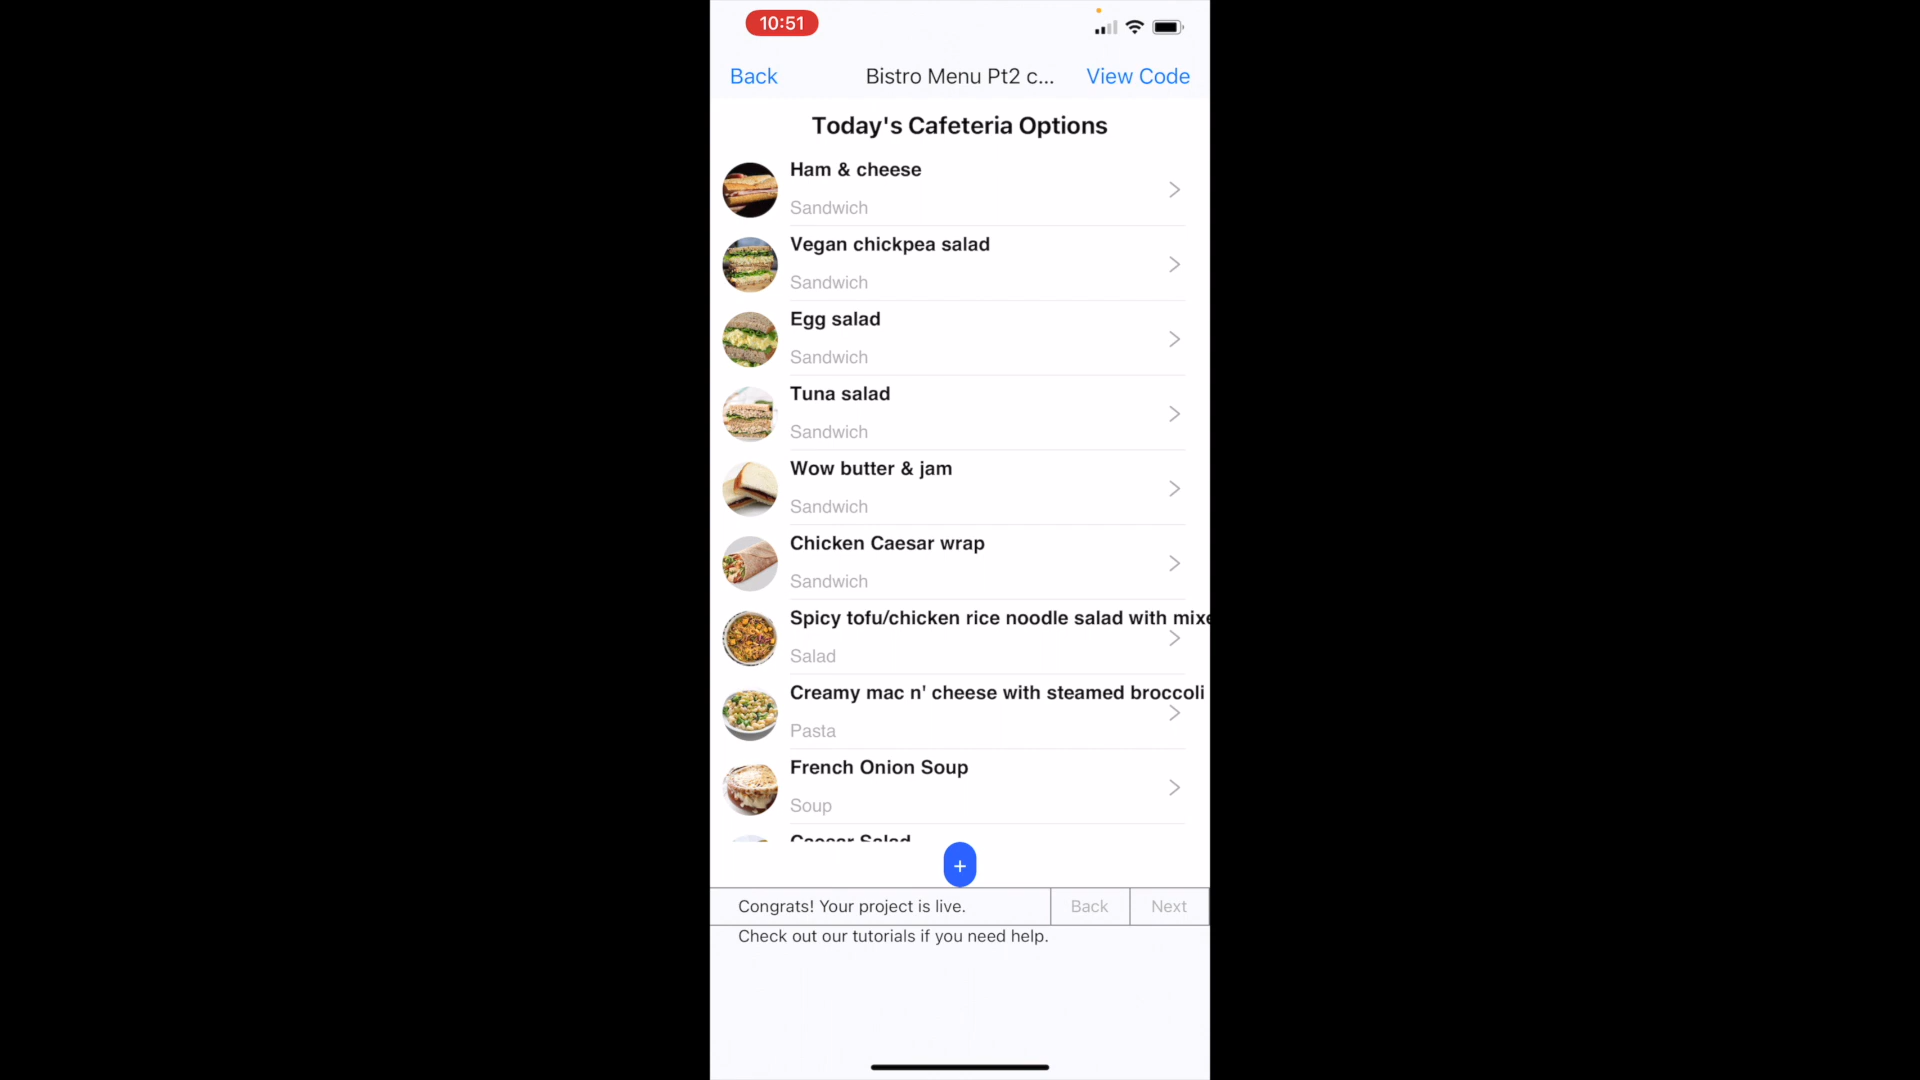 10:51
Back Bistro Menu Pt2 c... View Code
Today's Cafeteria Options
Ham & cheese
Sandwich
Vegan chickpea salad
Sandwich
Egg salad
Sandwich
Tuna salad
Sandwich
Wow butter & jam
Sandwich
Chicken Caesar wrap
Sandwich
Spicy tofu/chicken rice noodle salad with mixe
Salad
Creamy mac n' cheese with steamed broccoli
Pasta
French Onion Soup
Soup
Caesar Salad
+
Congrats! Your project is live. Back Next
Check out our tutorials if you need help.